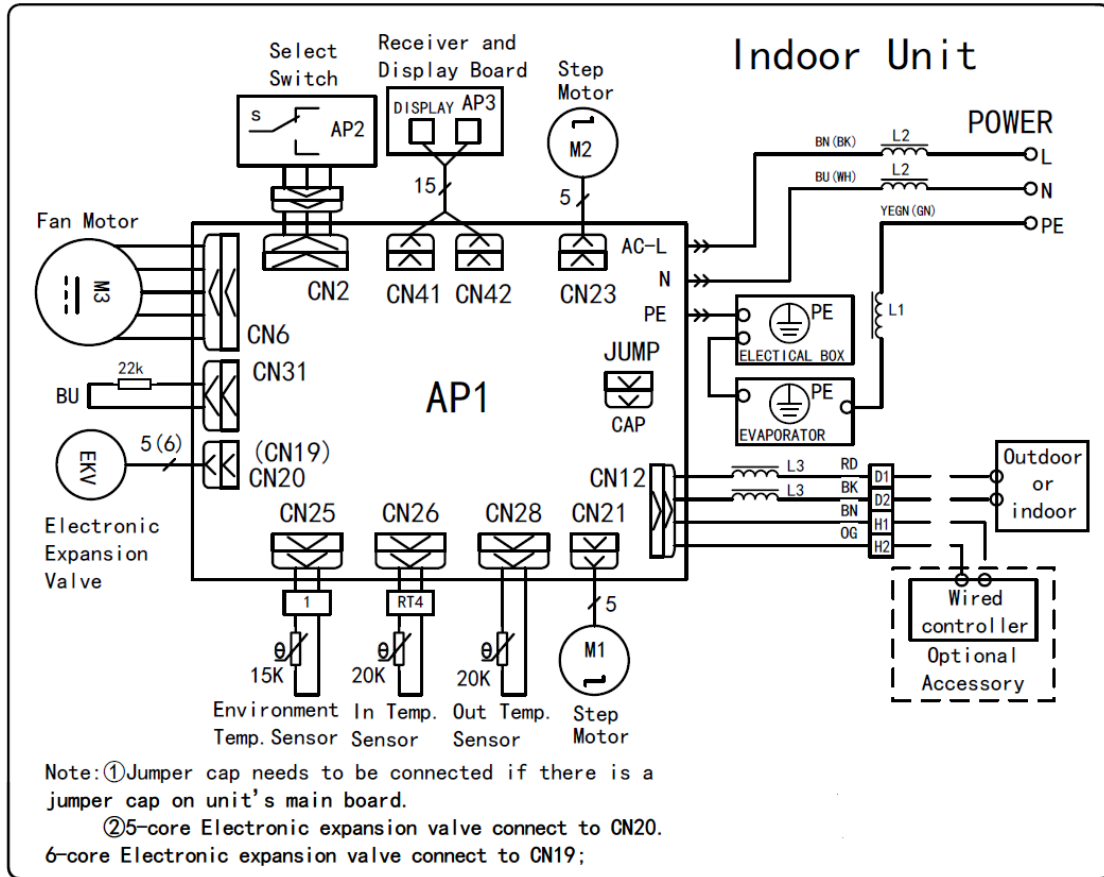 Indoor Unit
Select
Switch
Receiver and
Display Board
Step
Motor
POWER
S
AP2
DISPLAY AP3
M2
BN(BK)
L2
L
BU(WH)
L2
N
YEGN(GN)
PE
15
5
Fan Motor
M3
CN6
CN2
CN41
CN42
CN23
AC-L
N
PE
PE
ELECTICAL BOX
L1
PE
EVAPORATOR
JUMP
CAP
AP1
22k
BU
CN31
EKV
5(6)
(CN19)
CN20
Electronic
Expansion
Valve
CN25
CN26
CN28
CN21
CN12
L3
RD
D1
L3
BK
D2
BN
H1
OG
H2
Outdoor
or
indoor
Wired
controller
Optional
Accessory
1
RT4
5
θ
θ
θ
15K
20K
20K
M1
Environment
Temp. Sensor
In Temp.
Sensor
Out Temp.
Sensor
Step
Motor
Note:①Jumper cap needs to be connected if there is a
jumper cap on unit's main board.
②5-core Electronic expansion valve connect to CN20.
6-core Electronic expansion valve connect to CN19;